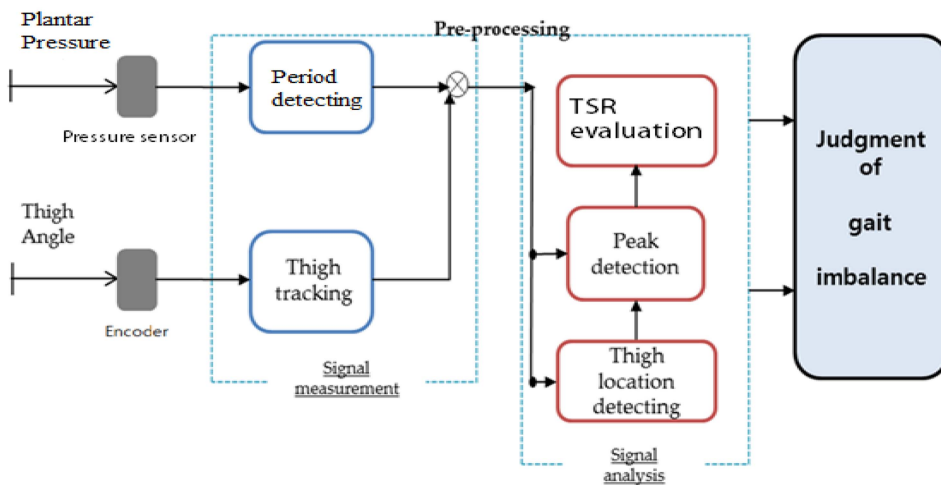 Plantar
Pressure
Pressure sensor
Thigh
Angle
Encoder
Pre-processing
Period
detecting
Thigh
tracking
Signal
measurement
TSR
evaluation
Peak
detection
Thigh
location
detecting
Signal
analysis
Judgment
of
gait
imbalance